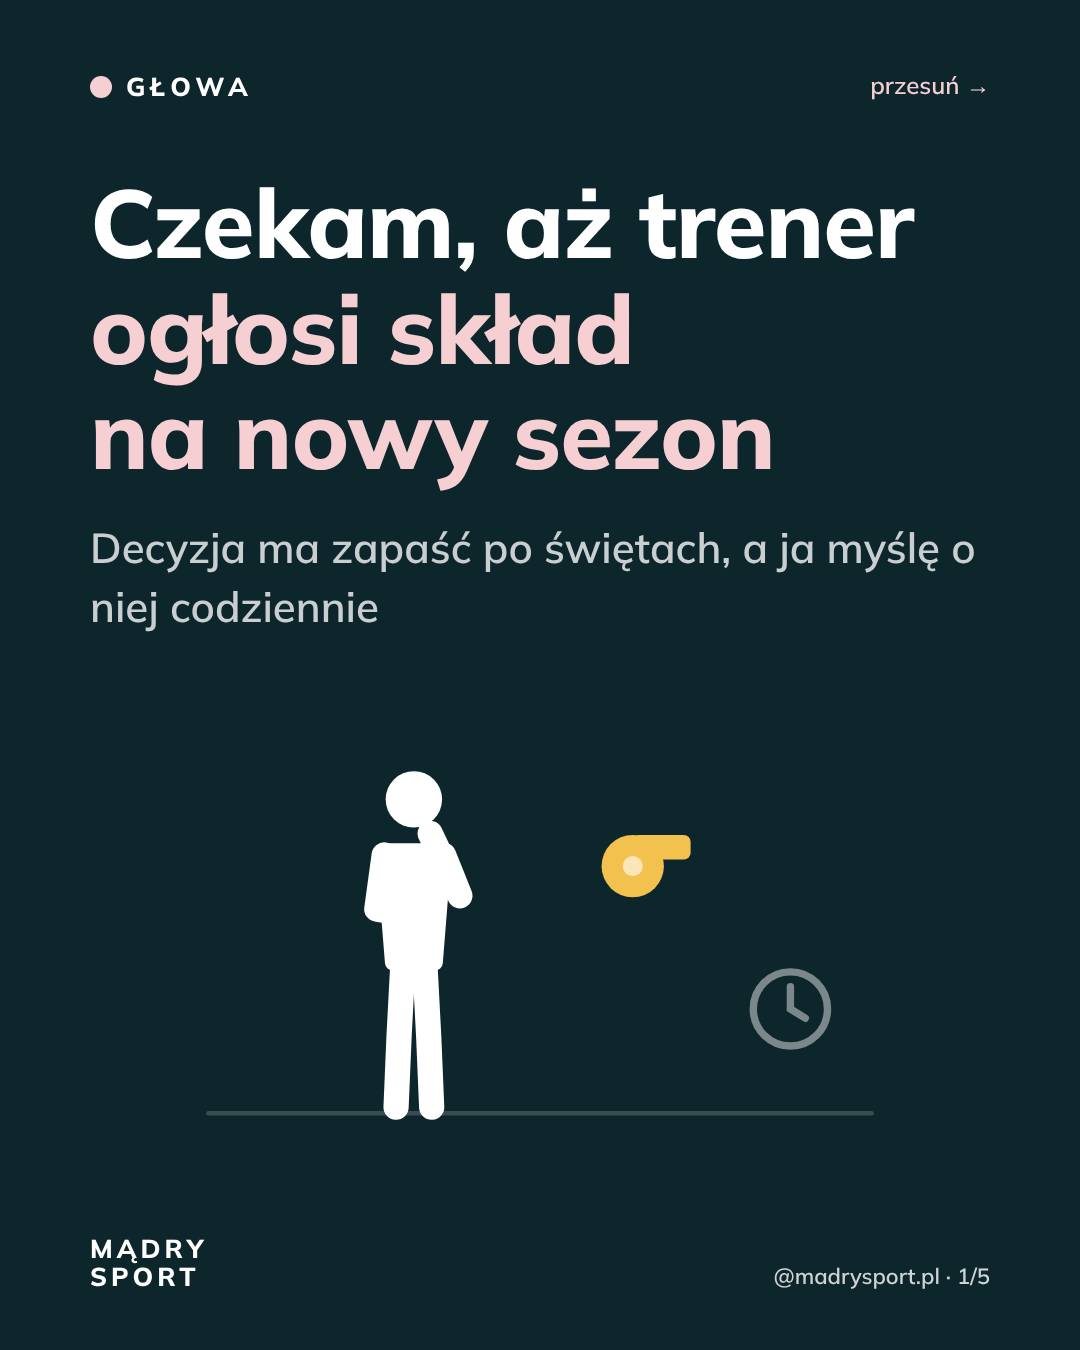 GŁOWA
przesuń →
Czekam, aż trener
ogłosi skład
na nowy sezon
Decyzja ma zapaść po świętach, a ja myślę o
niej codziennie
MĄDRY
SPORT
@madrysport.pl · 1/5